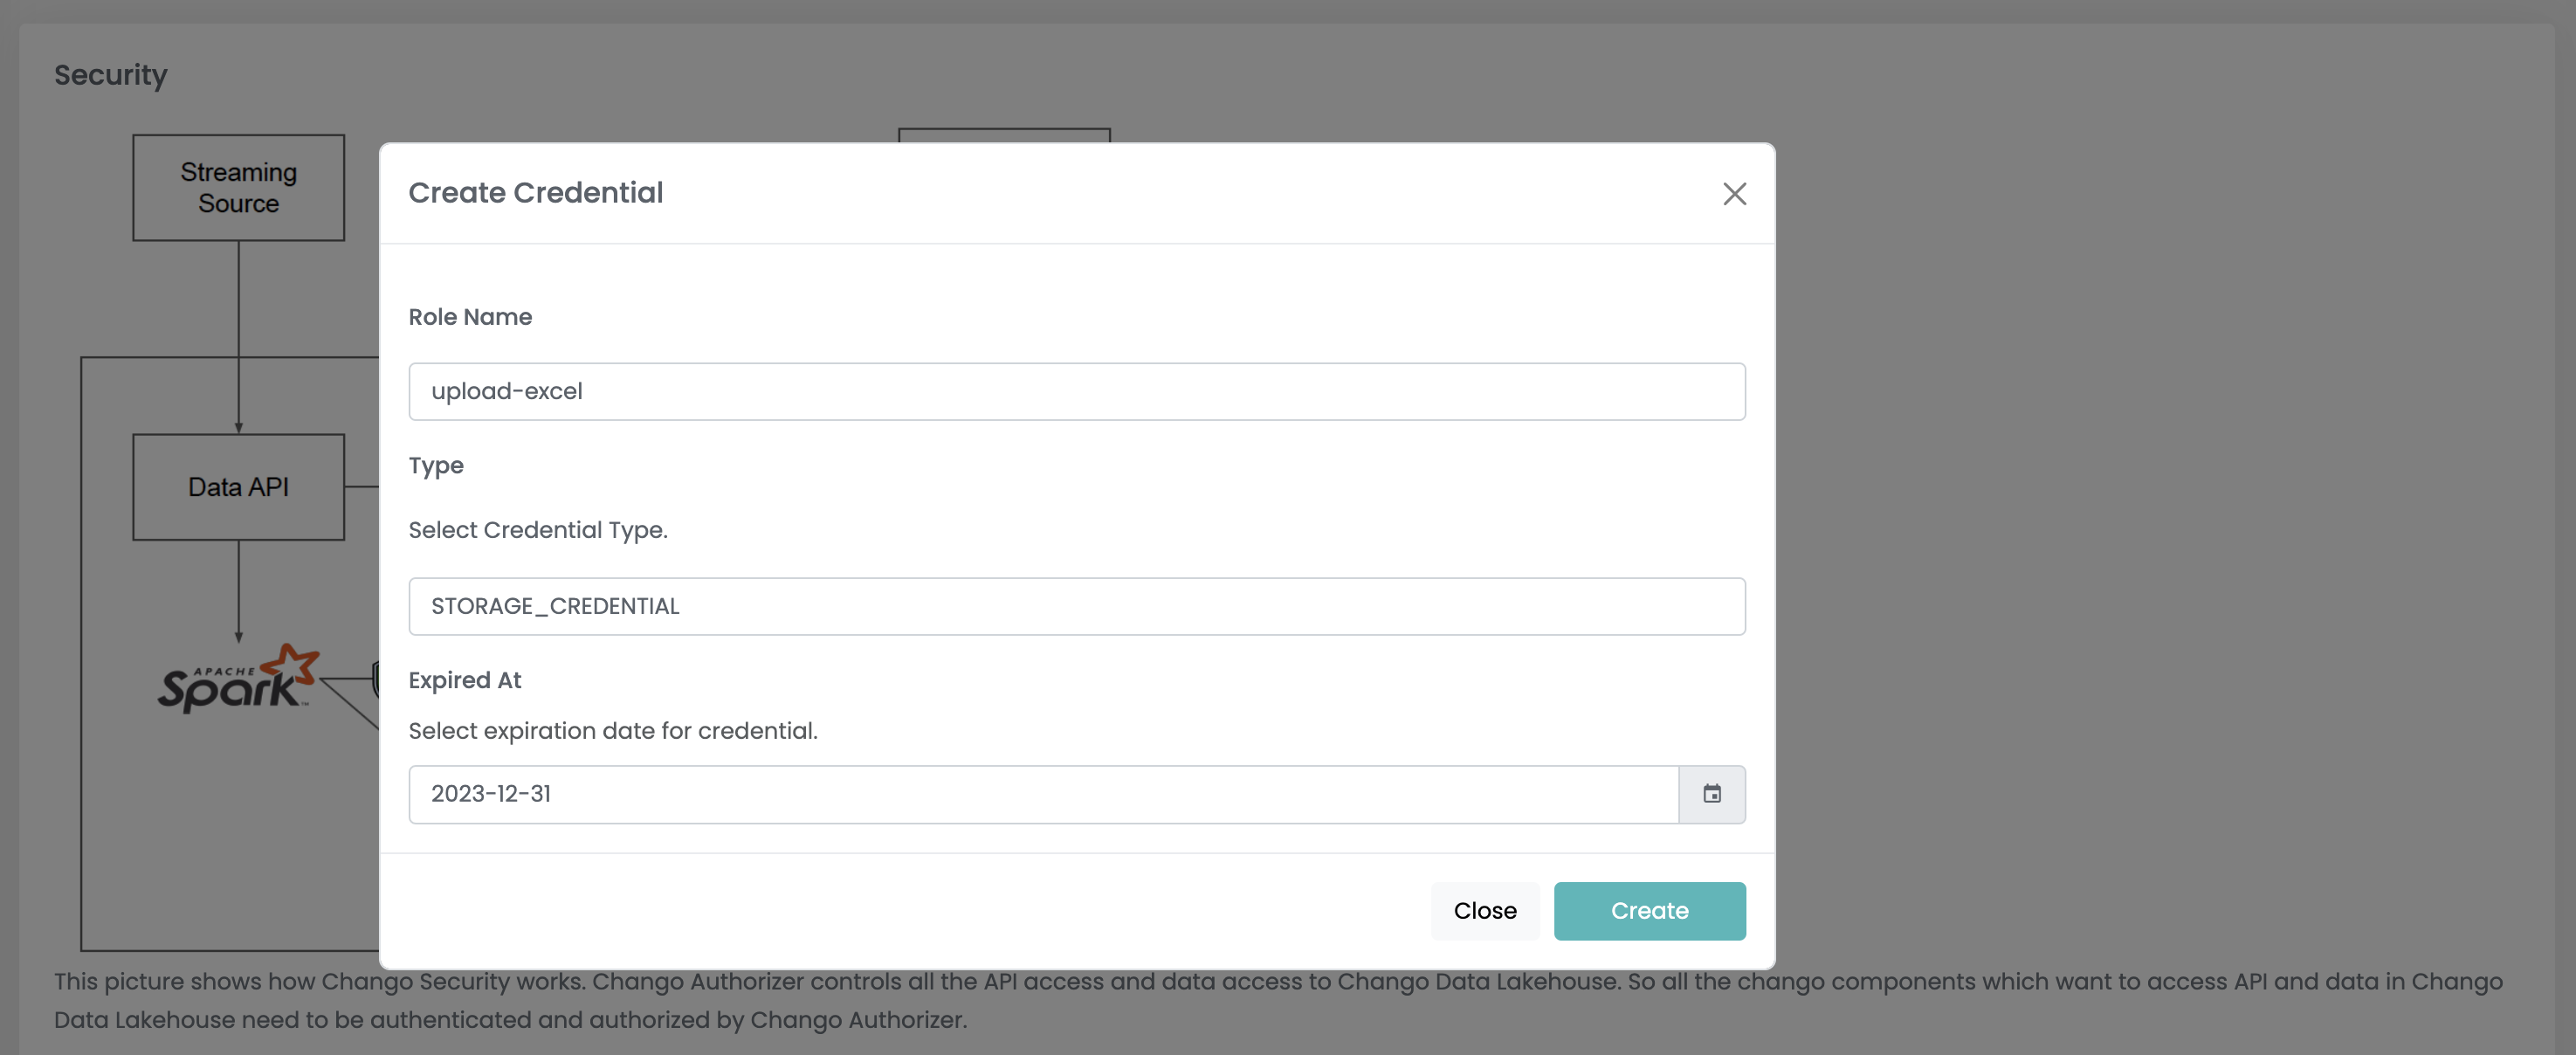 Security
Streaming
Source
Data API
APACHE
Spark™
Create Credential
Role Name
upload-excel
Type
Select Credential Type.
STORAGE_CREDENTIAL
Expired At
Select expiration date for credential.
2023-12-31
Close
Create
This picture shows how Chango Security works. Chango Authorizer controls all the API access and data access to Chango Data Lakehouse. So all the chango components which want to access API and data in Chango
Data Lakehouse need to be authenticated and authorized by Chango Authorizer.